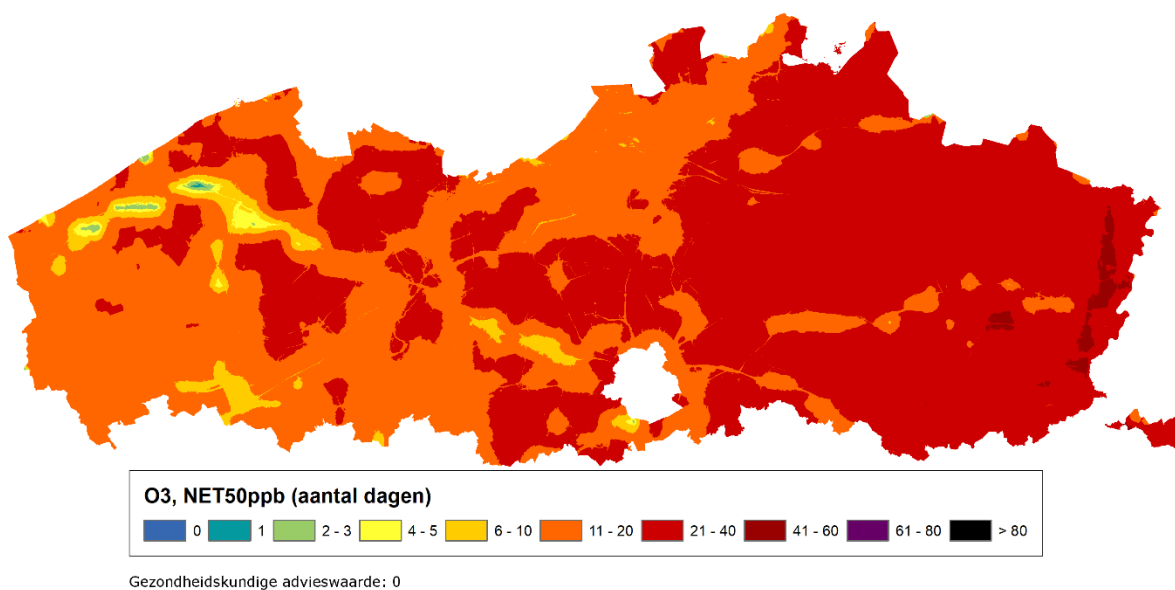 O3, NET50ppb (aantal dagen)
0 1 2 - 3 4 - 5 6 - 10 11 - 20 21 - 40 41 - 60 61 - 80 > 80
Gezondheidskundige advieswaarde: 0